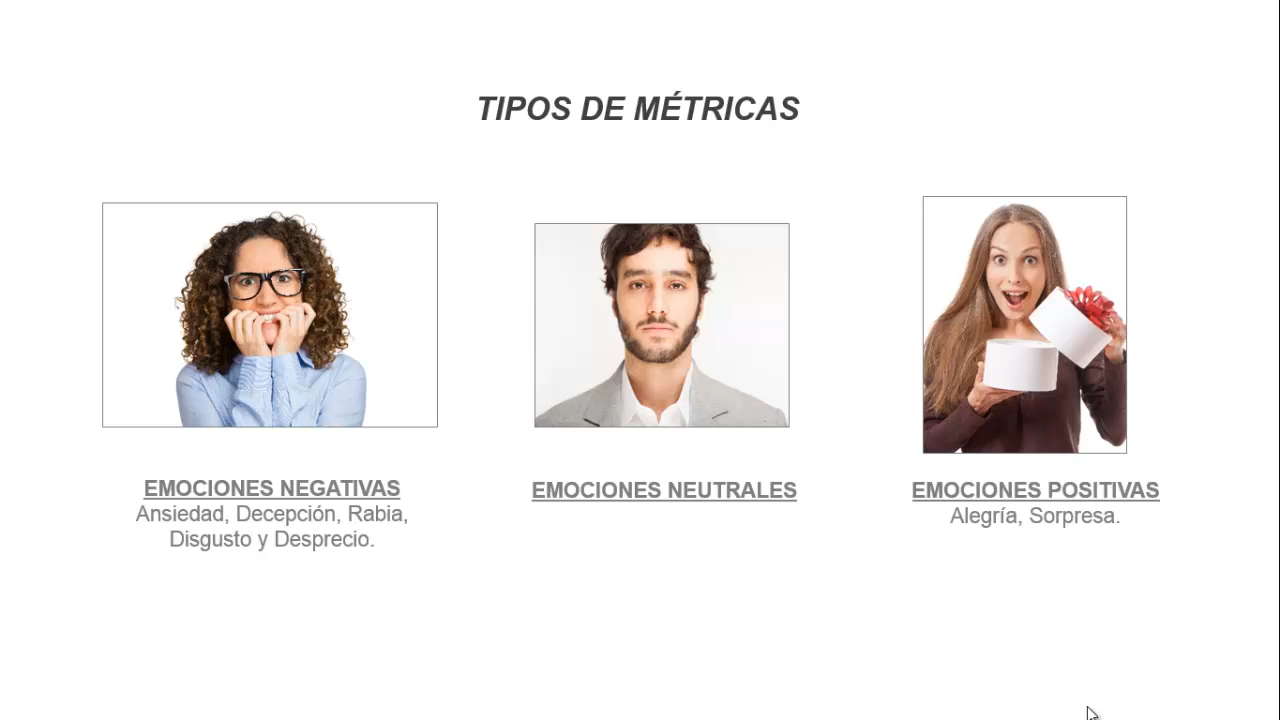 TIPOS DE MÉTRICAS
EMOCIONES NEGATIVAS
Ansiedad, Decepción, Rabia,
Disgusto y Desprecio.
EMOCIONES NEUTRALES
EMOCIONES POSITIVAS
Alegría, Sorpresa.